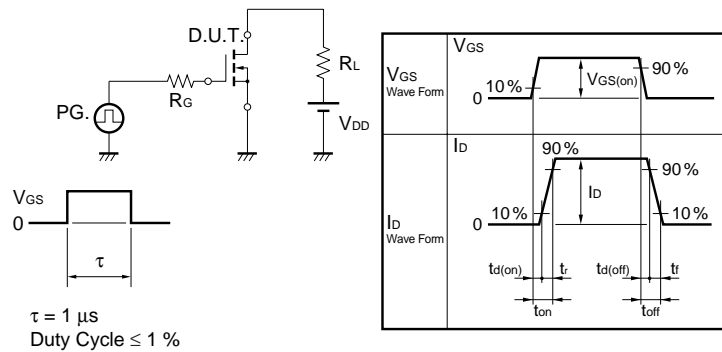 D.U.T.
RL
RG
PG.
VDD
VGS
0
τ
τ = 1 μs
Duty Cycle ≤ 1 %
VGS
Wave Form
VGS
10 %
0
VGS(on)
90 %
ID
Wave Form
ID
90 %
90 %
10 %
0
ID
10 %
td(on)
tr
td(off)
tf
ton
toff